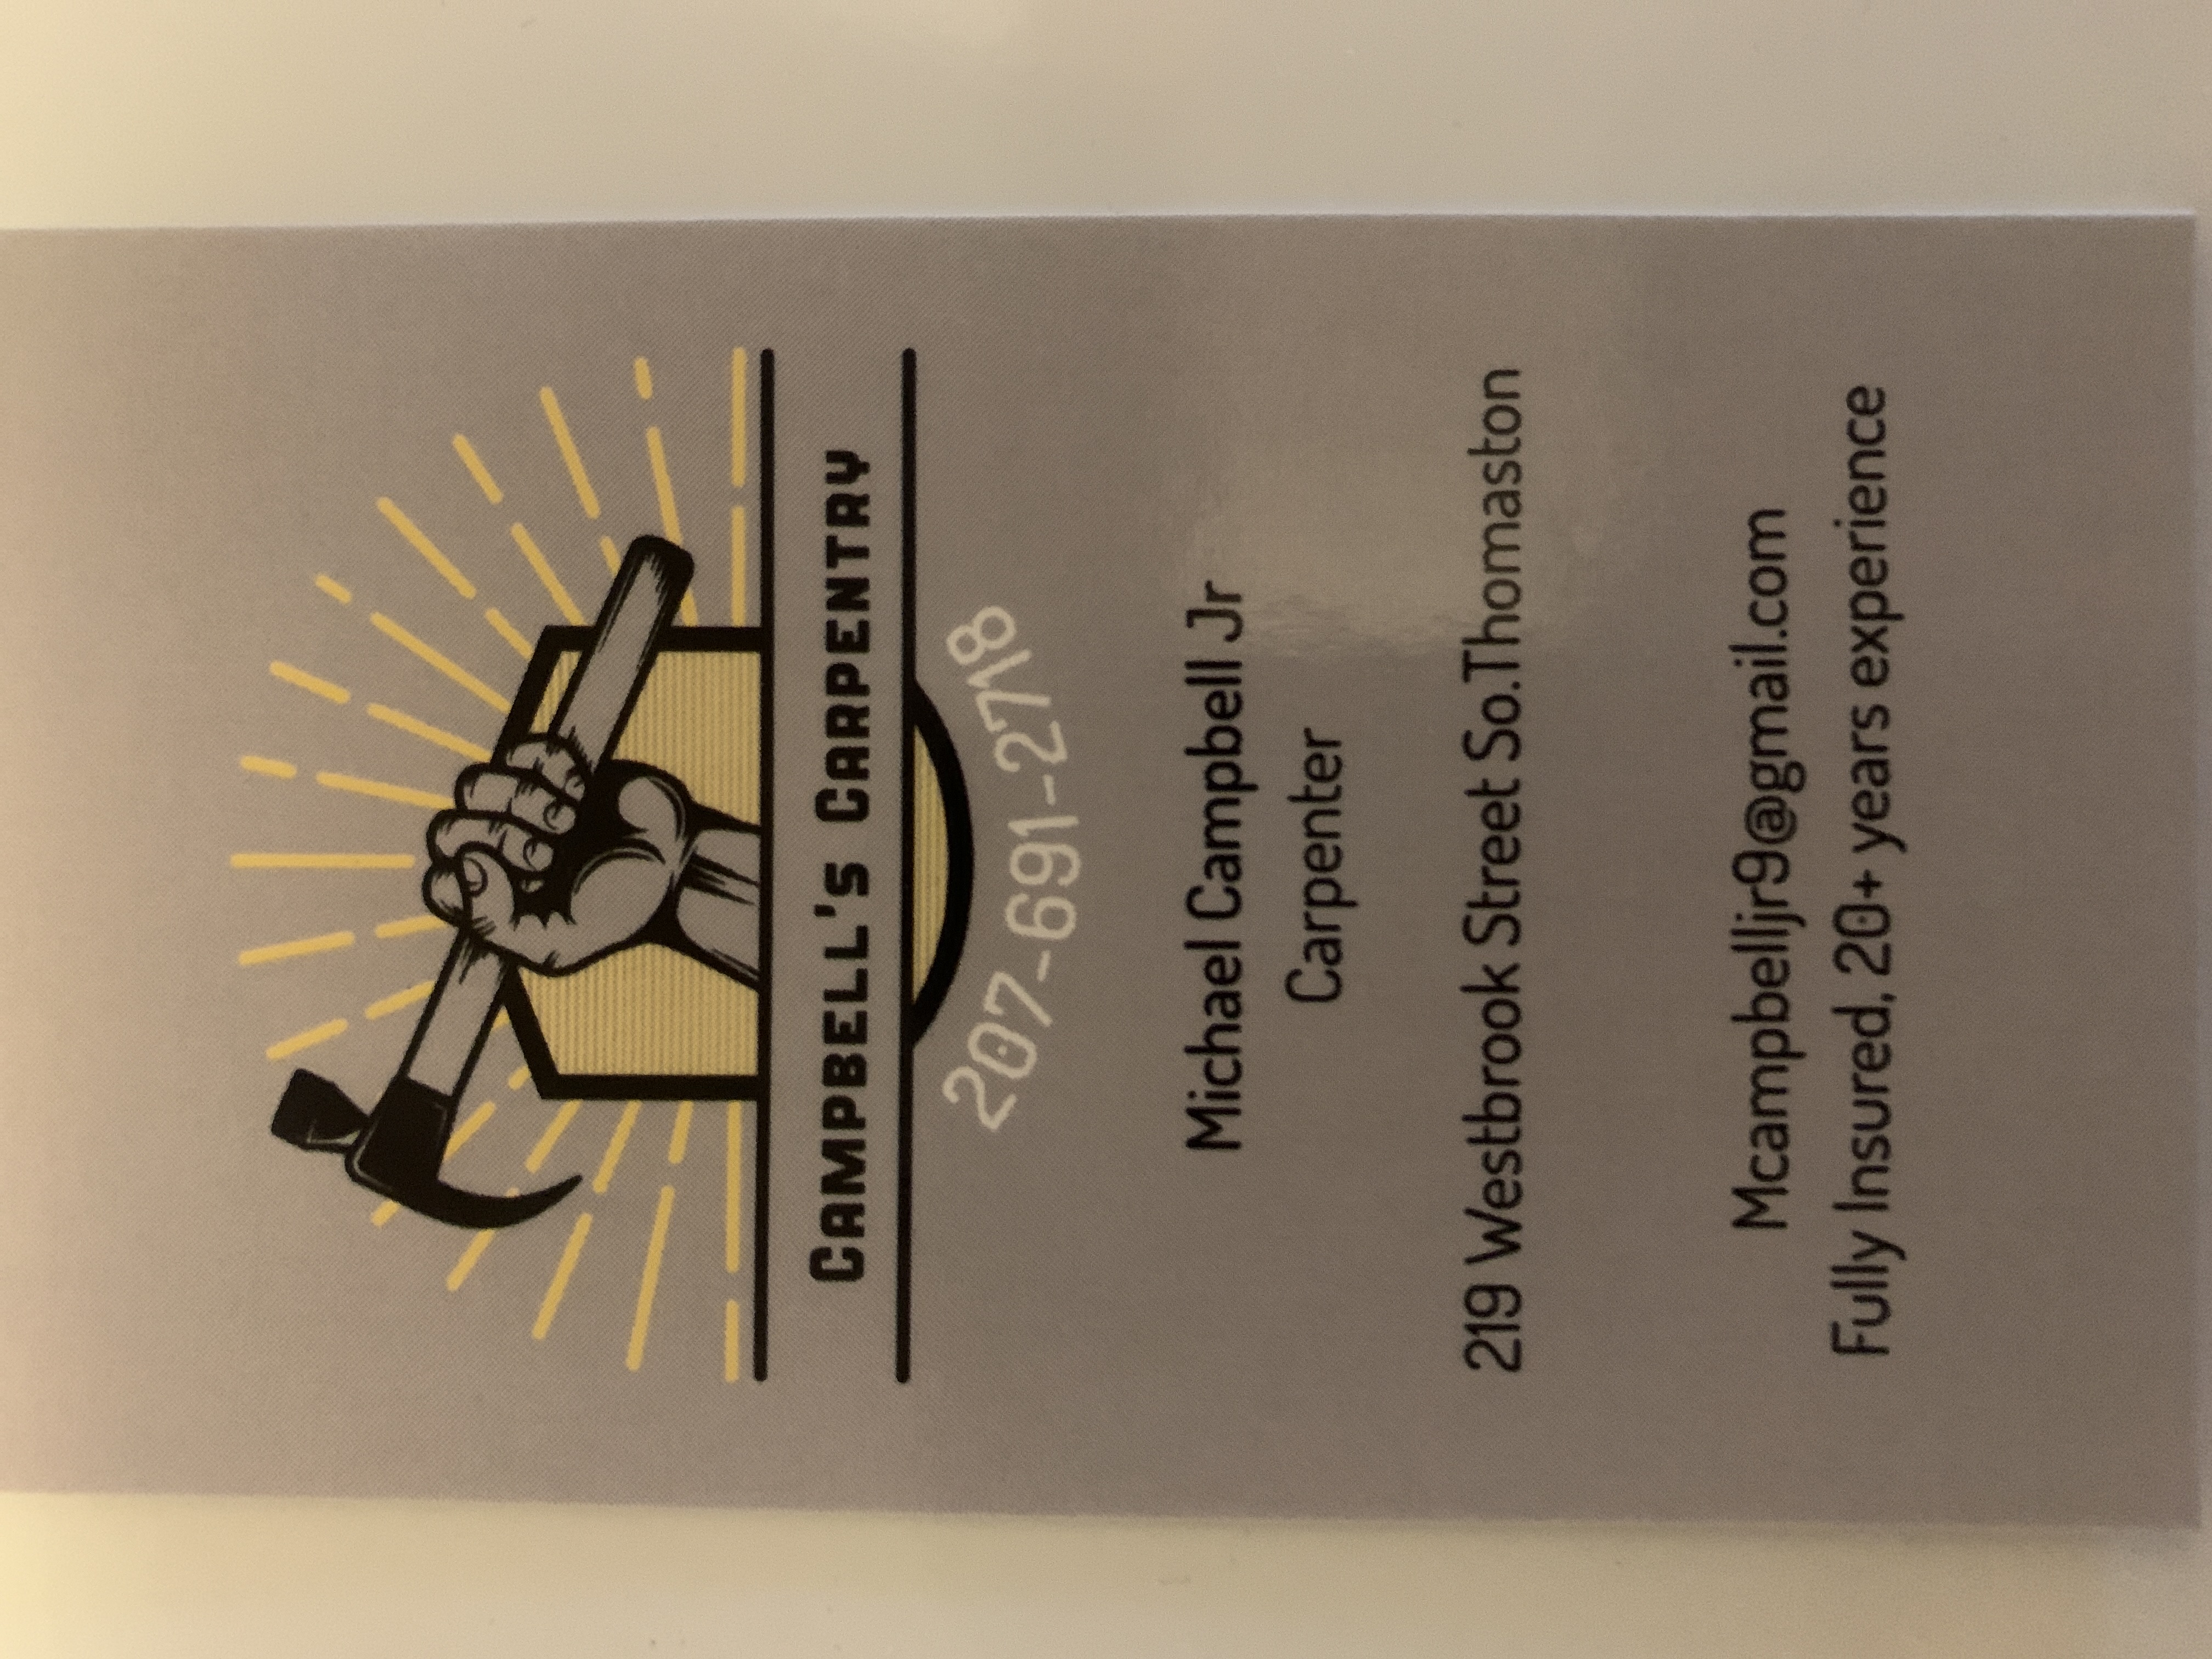 CAMPBELL'S CARPENTRY
207-691-2718
Michael Campbell Jr
Carpenter
219 Westbrook Street So.Thomaston
Mcampbelljr9@gmail.com
Fully Insured, 20+ years experience